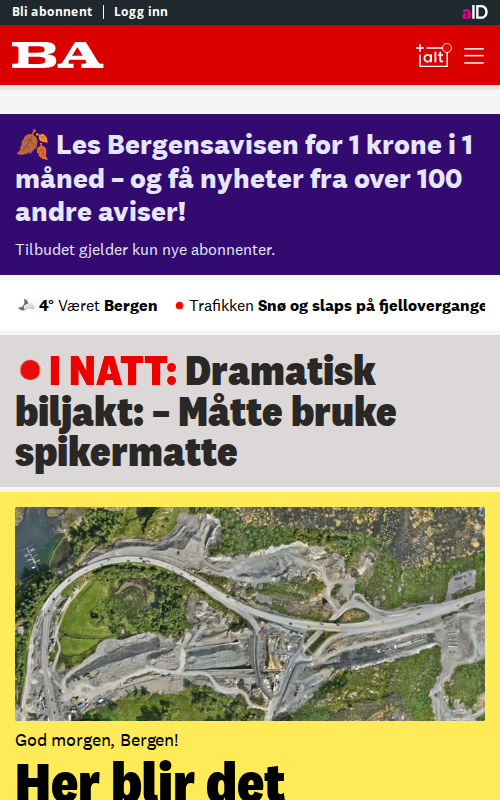 Bli abonnent | Logg inn
aID
BA
+alt
🍂 Les Bergensavisen for 1 krone i 1
måned – og få nyheter fra over 100
andre aviser!
Tilbudet gjelder kun nye abonnenter.
4° Været Bergen • Trafikken Snø og slaps på fjellovergange
I NATT: Dramatisk
biljakt: – Måtte bruke
spikermatte
God morgen, Bergen!
Her blir det